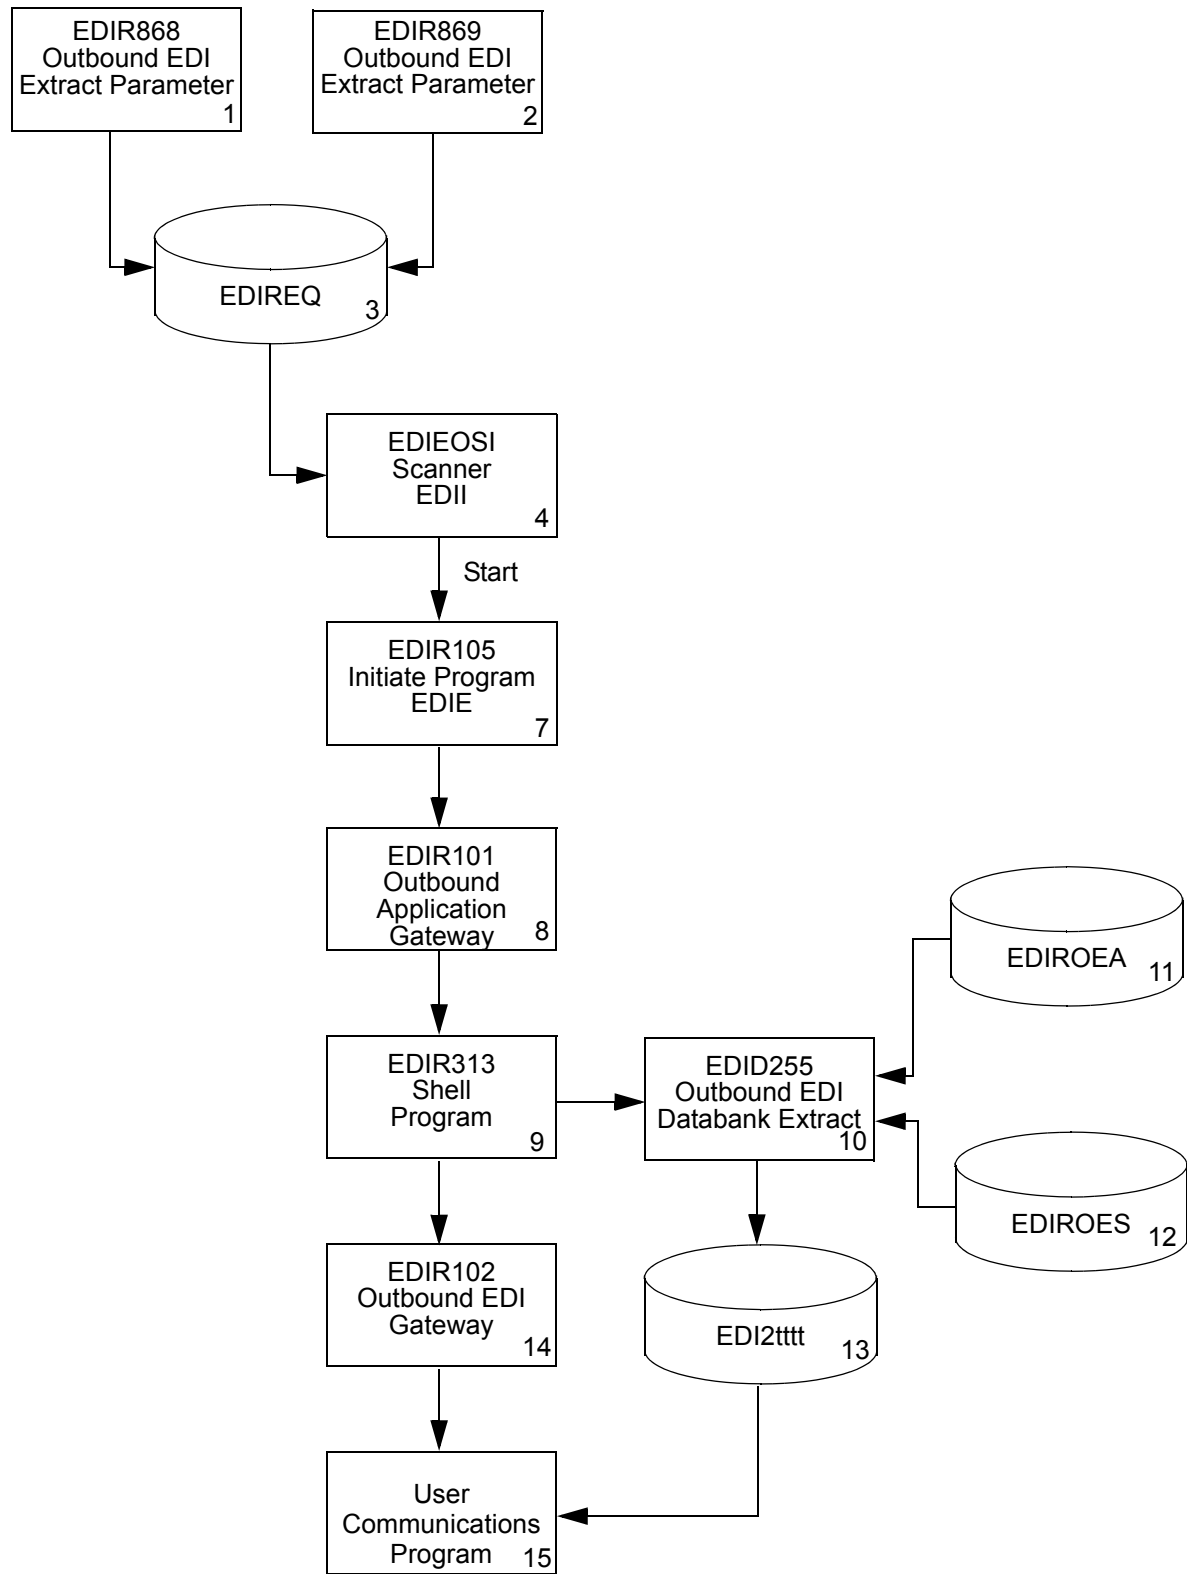 EDIR868
Outbound EDI
Extract Parameter
1
EDIR869
Outbound EDI
Extract Parameter
2
EDIREQ
3
EDIEOSI
Scanner
EDII
4
Start
EDIR105
Initiate Program
EDIE
7
EDIR101
Outbound
Application
Gateway
8
EDIROEA
11
EDIR313
Shell
Program
9
EDID255
Outbound EDI
Databank Extract
10
EDIROES
12
EDIR102
Outbound EDI
Gateway
14
EDI2tttt
13
User
Communications
Program
15